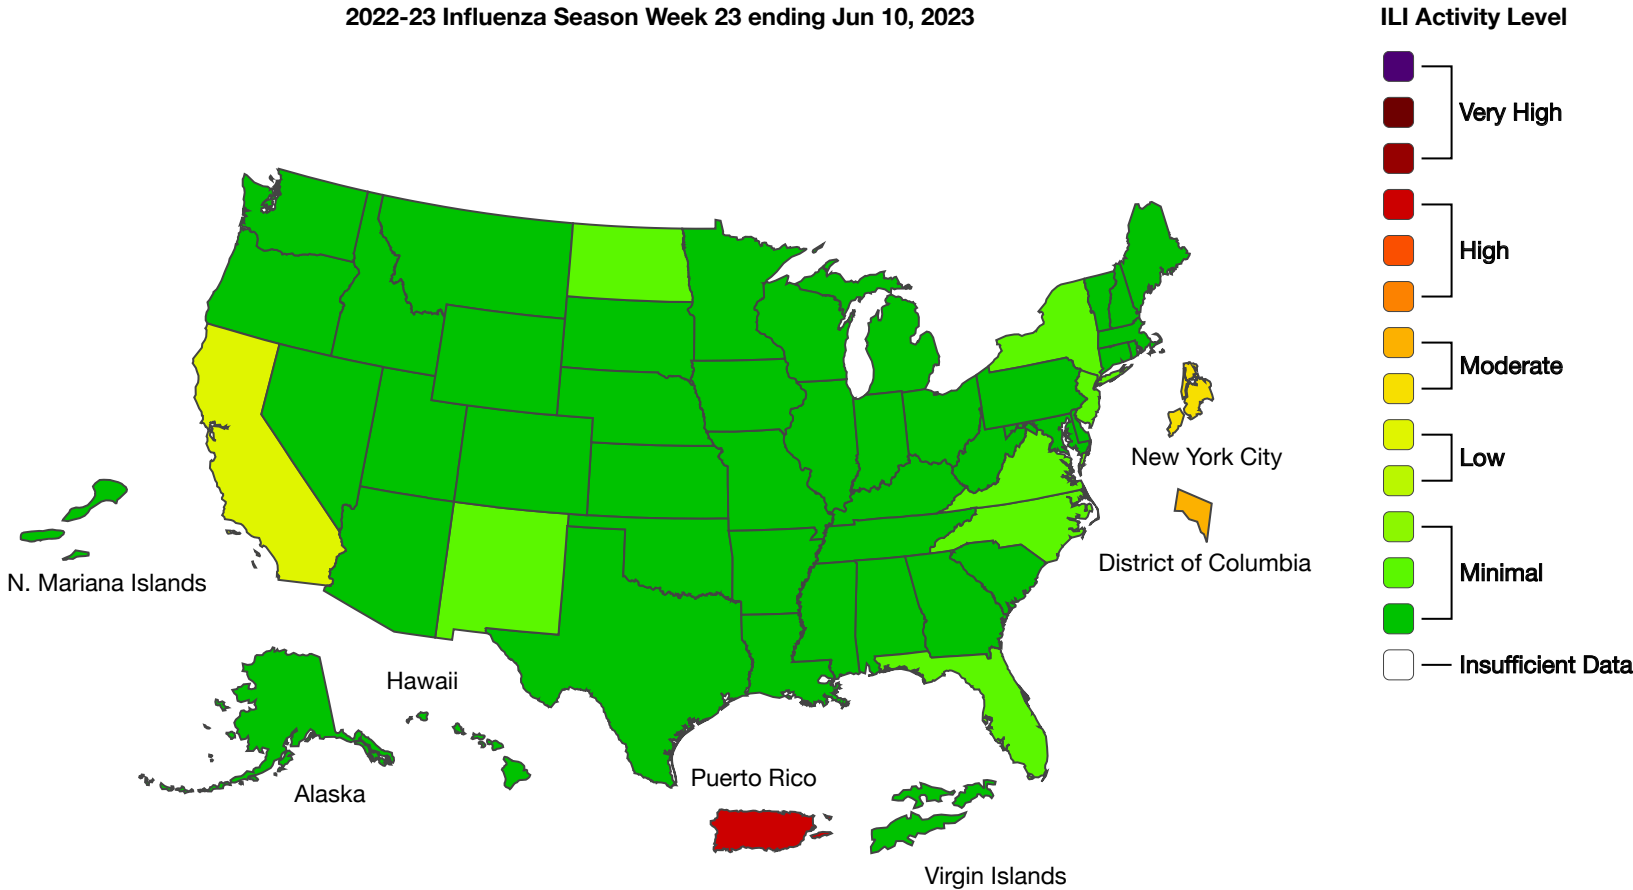 2022-23 Influenza Season Week 23 ending Jun 10, 2023
ILI Activity Level
Very High
High
Moderate
Low
Minimal
Insufficient Data
New York City
District of Columbia
N. Mariana Islands
Hawaii
Alaska
Puerto Rico
Virgin Islands